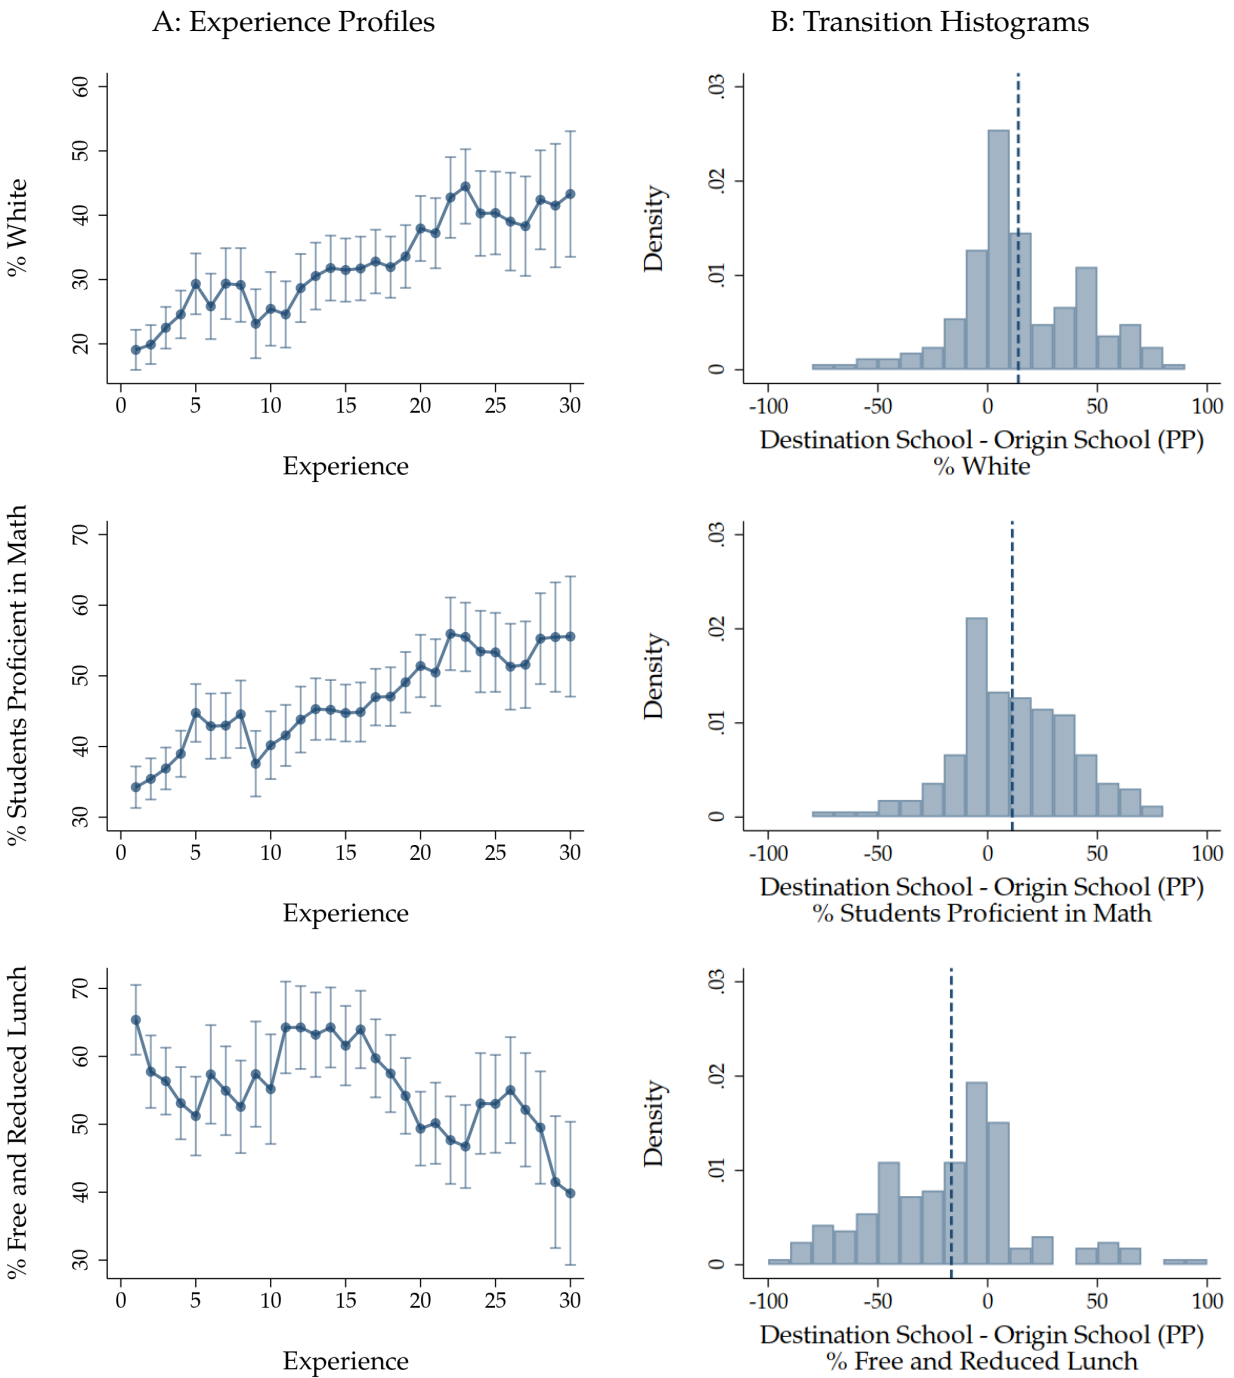 A: Experience Profiles
B: Transition Histograms
% White
60
50
40
30
20
0 5 10 15 20 25 30
Experience
Density
.03
.02
.01
0
-100 -50 0 50 100
Destination School - Origin School (PP)
% White
% Students Proficient in Math
70
60
50
40
30
0 5 10 15 20 25 30
Experience
Density
.03
.02
.01
0
-100 -50 0 50 100
Destination School - Origin School (PP)
% Students Proficient in Math
% Free and Reduced Lunch
70
60
50
40
30
0 5 10 15 20 25 30
Experience
Density
.03
.02
.01
0
-100 -50 0 50 100
Destination School - Origin School (PP)
% Free and Reduced Lunch